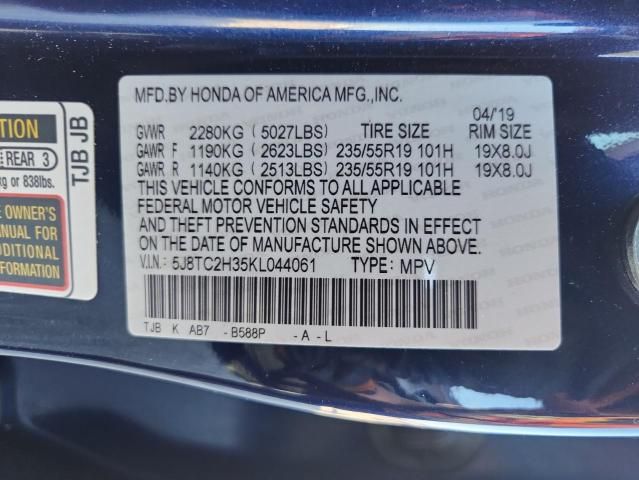 MFD.BY HONDA OF AMERICA MFG.,INC.
04/19
GVWR 2280KG (5027LBS) TIRE SIZE RIM SIZE
GAWR F 1190KG (2623LBS) 235/55R19 101H 19X8.0J
GAWR R 1140KG (2513LBS) 235/55R19 101H 19X8.0J
THIS VEHICLE CONFORMS TO ALL APPLICABLE
FEDERAL MOTOR VEHICLE SAFETY
AND THEFT PREVENTION STANDARDS IN EFFECT
ON THE DATE OF MANUFACTURE SHOWN ABOVE.
V.I.N.: 5J8TC2H35KL044061 TYPE: MPV
TJB K AB7 -B588P -A-L
TION
REAR 3
kg or 838lbs.
E OWNER'S
ANUAL FOR
DDITIONAL
TJB JB